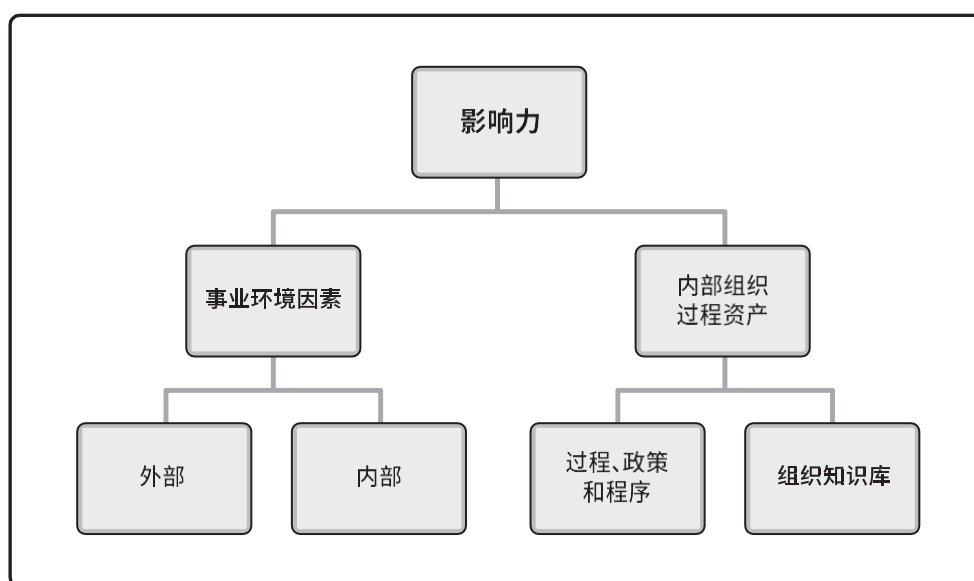 影响力
事业环境因素
内部组织
过程资产
外部
内部
过程、政策
和程序
组织知识库